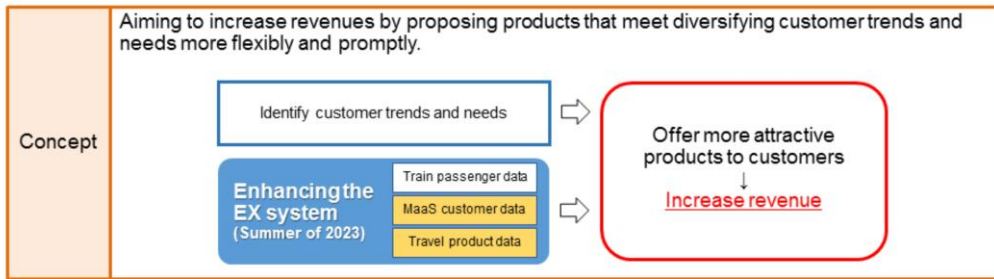 Concept
Aiming to increase revenues by proposing products that meet diversifying customer trends and
needs more flexibly and promptly.
Identify customer trends and needs
Enhancing the
EX system
(Summer of 2023)
Train passenger data
MaaS customer data
Travel product data
Offer more attractive
products to customers
↓
Increase revenue